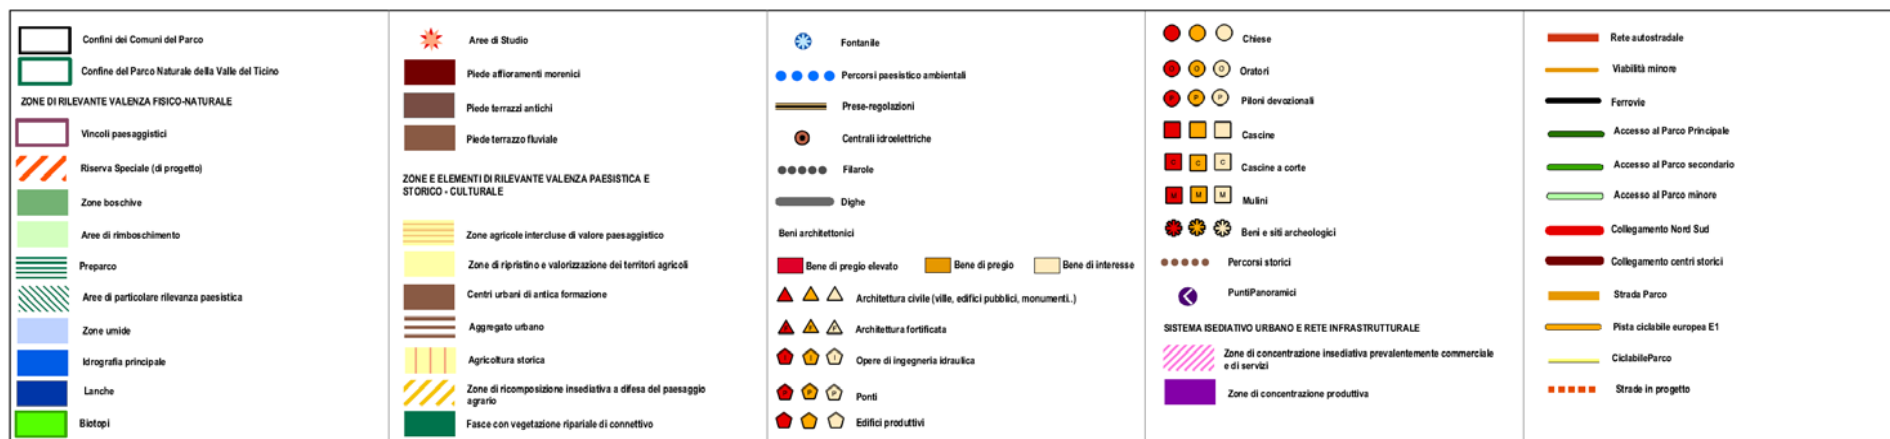 Confini dei Comuni del Parco
Confine del Parco Naturale della Valle del Ticino
ZONE DI RILEVANTE VALENZA FISICO-NATURALE
Vincoli paesaggistici
Riserva Speciale (di progetto)
Zone boschive
Aree di rimboschimento
Preparco
Aree di particolare rilevanza paesistica
Zone umide
Idrografia principale
Lanche
Biotopi
Aree di Studio
Piede affioramenti morenici
Piede terrazzi antichi
Piede terrazzo fluviale
ZONE E ELEMENTI DI RILEVANTE VALENZA PAESISTICA E
STORICO - CULTURALE
Zone agricole intercluse di valore paesaggistico
Zone di ripristino e valorizzazione dei territori agricoli
Centri urbani di antica formazione
Aggregato urbano
Agricoltura storica
Zone di ricomposizione insediativa a difesa del paesaggio
agrario
Fasce con vegetazione ripariale di connettivo
Fontanile
Percorsi paesistico ambientali
Prese-regolazioni
Centrali idroelettriche
Filarole
Dighe
Beni architettonici
Bene di pregio elevato Bene di pregio Bene di interesse
Architettura civile (ville, edifici pubblici, monumenti..)
F F F Architettura fortificata
I I I Opere di ingegneria idraulica
P P P Ponti
Edifici produttivi
Chiese
O O O Oratori
P P P Piloni devozionali
Cascine
C C C Cascine a corte
M M M Mulini
Beni e siti archeologici
Percorsi storici
PuntiPanoramici
SISTEMA ISEDIATIVO URBANO E RETE INFRASTRUTTURALE
Zone di concentrazione insediativa prevalentemente commerciale
e di servizi
Zone di concentrazione produttiva
Rete autostradale
Viabilità minore
Ferrovie
Accesso al Parco Principale
Accesso al Parco secondario
Accesso al Parco minore
Collegamento Nord Sud
Collegamento centri storici
Strada Parco
Pista ciclabile europea E1
CiclabileParco
Strade in progetto